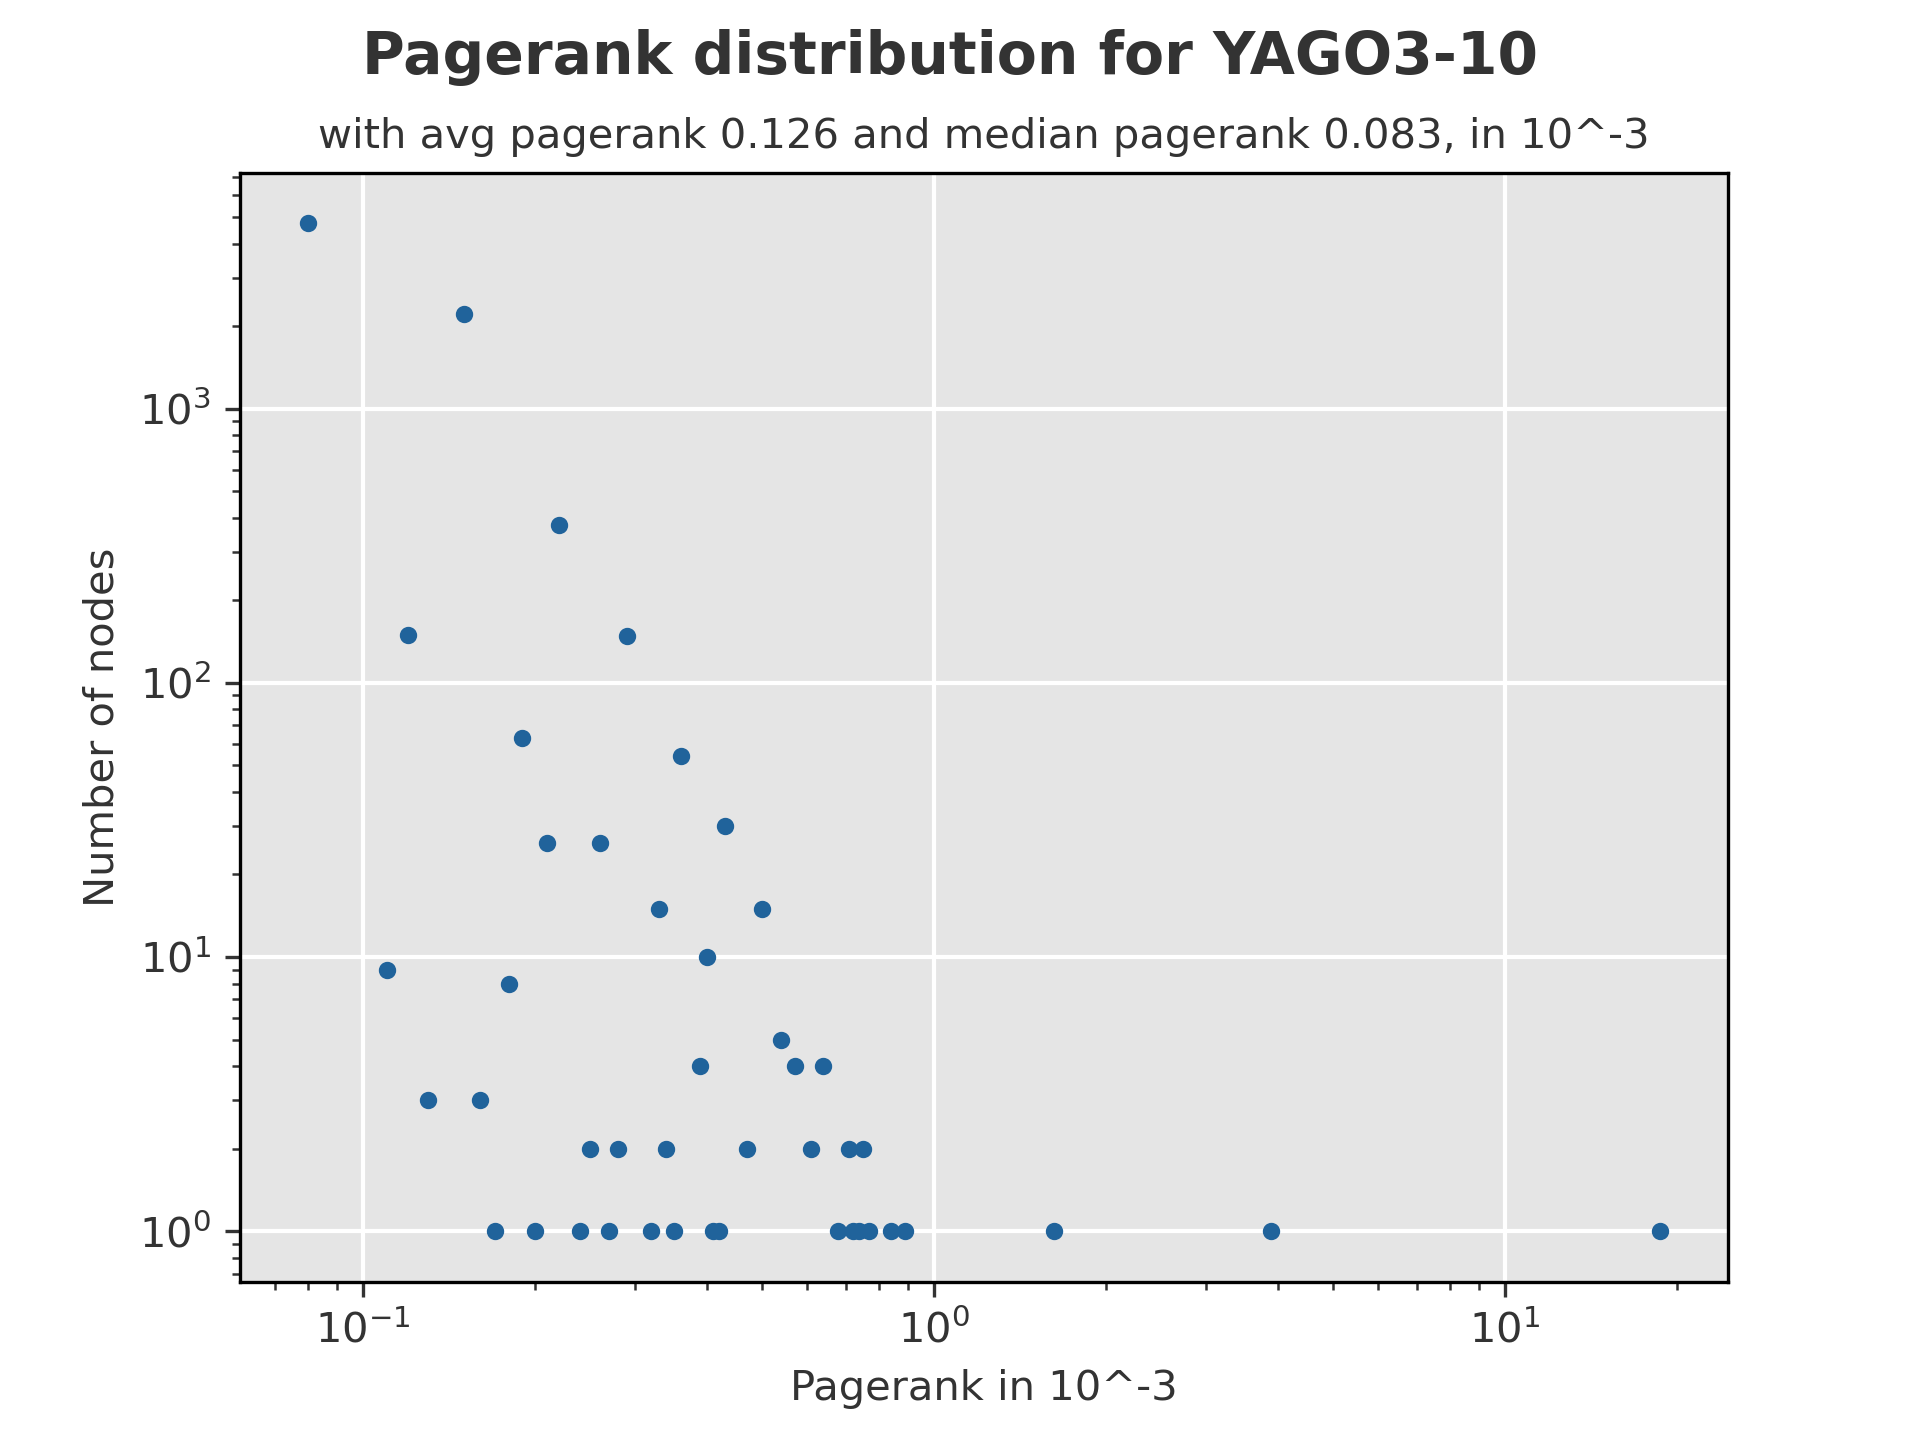 Pagerank distribution for YAGO3-10
with avg pagerank 0.126 and median pagerank 0.083, in 10^-3
Number of nodes
10³
10²
10¹
10⁰
10⁻¹ 10⁰ 10¹
Pagerank in 10^-3